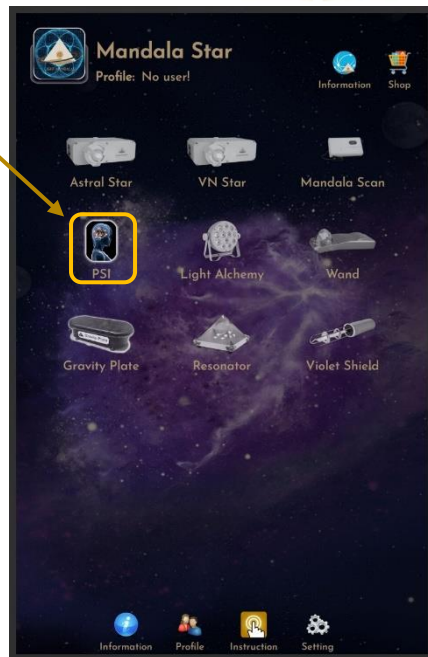 Mandala Star
Profile: No user!
Information Shop
Astral Star VN Star Mandala Scan
PSI Light Alchemy Wand
Gravity Plate Resonator Violet Shield
Information Profile Instruction Setting